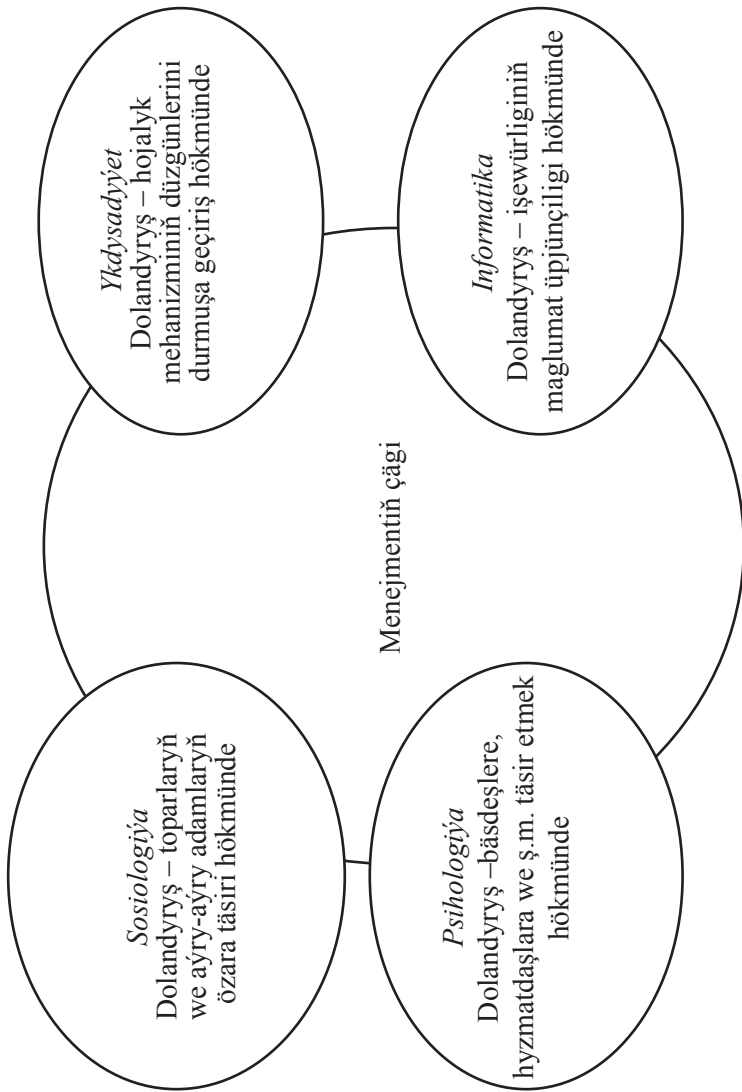 Sosiologiýa
Dolandyryş – toparlaryň
we aýry-aýry adamlaryň
özara täsiri hökmünde
Ykdysadyýet
Dolandyryş – hojalyk
mehanizminiň düzgünlerini
durmuşa geçiriş hökmünde
Menejmentiň çägi
Psihologiýa
Dolandyryş –bäsdeşlere,
hyzmatdaşlara we ş.m. täsir etmek
hökmünde
Informatika
Dolandyryş – işewürliginiň
maglumat üpjünçiligi hökmünde